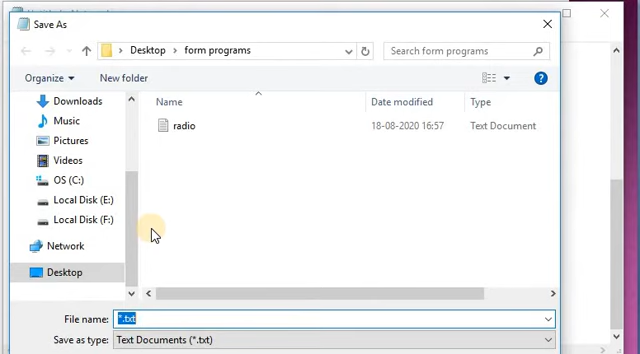 Save As
Desktop
form programs
Search form programs
Organize
New folder
Name
Date modified
Type
radio
18-08-2020 16:57
Text Document
Downloads
Music
Pictures
Videos
OS (C:)
Local Disk (E:)
Local Disk (F:)
Network
Desktop
File name:
*.txt
Save as type:
Text Documents (*.txt)